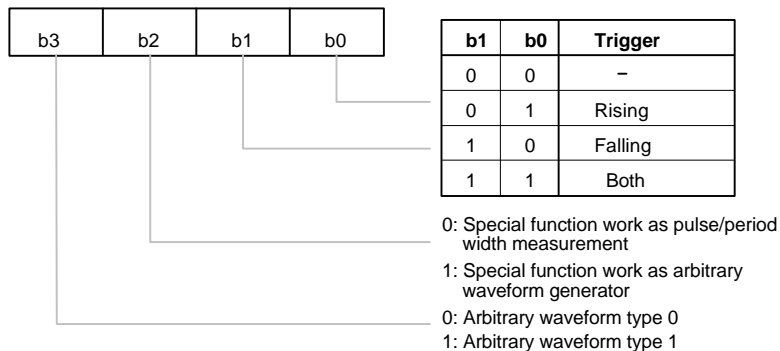 b3 b2 b1 b0
b1 b0 Trigger
0 0 –
0 1 Rising
1 0 Falling
1 1 Both
0: Special function work as pulse/period
width measurement
1: Special function work as arbitrary
waveform generator
0: Arbitrary waveform type 0
1: Arbitrary waveform type 1